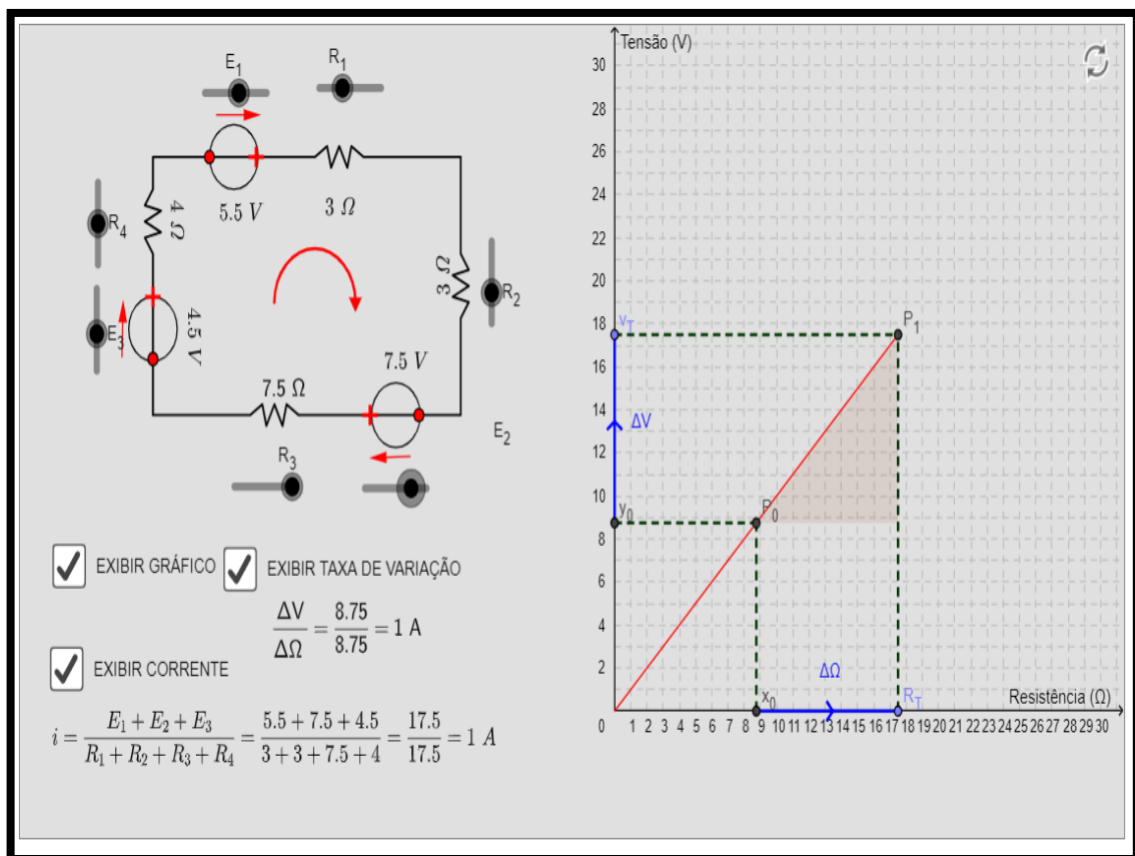 E₁
R₁
5.5 V
3 Ω
4 Ω
R₄
3 Ω
R₂
E₃
4.5 V
7.5 V
7.5 Ω
E₂
R₃
EXIBIR GRÁFICO
EXIBIR TAXA DE VARIAÇÃO
ΔV/ΔΩ = 8.75/8.75 = 1 A
EXIBIR CORRENTE
i = (E₁ + E₂ + E₃)/(R₁ + R₂ + R₃ + R₄) = (5.5 + 7.5 + 4.5)/(3 + 3 + 7.5 + 4) = 17.5/17.5 = 1 A
Tensão (V)
30
28
26
24
22
20
18
v_T
P₁
16
14
ΔV
12
10
y₀
P₀
8
6
4
2
ΔΩ
x₀
R_T
Resistência (Ω)
0 1 2 3 4 5 6 7 8 9 10 11 12 13 14 15 16 17 18 19 20 21 22 23 24 25 26 27 28 29 30